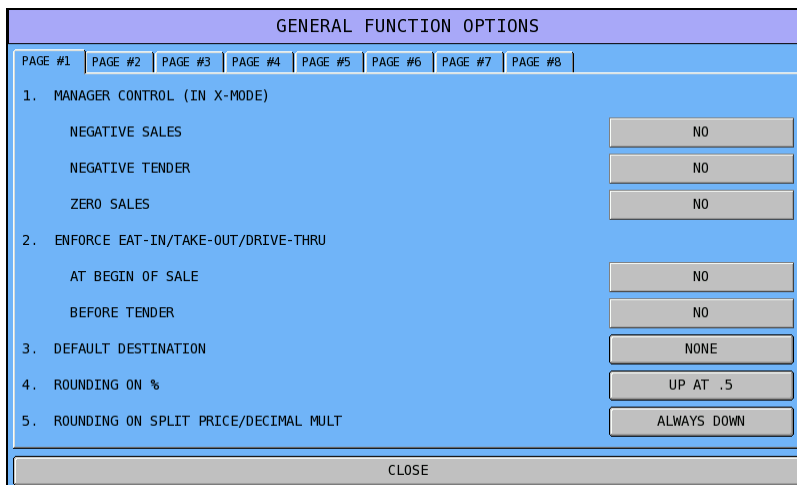 GENERAL FUNCTION OPTIONS
PAGE #1 PAGE #2 PAGE #3 PAGE #4 PAGE #5 PAGE #6 PAGE #7 PAGE #8
1. MANAGER CONTROL (IN X-MODE)
NEGATIVE SALES NO
NEGATIVE TENDER NO
ZERO SALES NO
2. ENFORCE EAT-IN/TAKE-OUT/DRIVE-THRU
AT BEGIN OF SALE NO
BEFORE TENDER NO
3. DEFAULT DESTINATION NONE
4. ROUNDING ON % UP AT .5
5. ROUNDING ON SPLIT PRICE/DECIMAL MULT ALWAYS DOWN
CLOSE